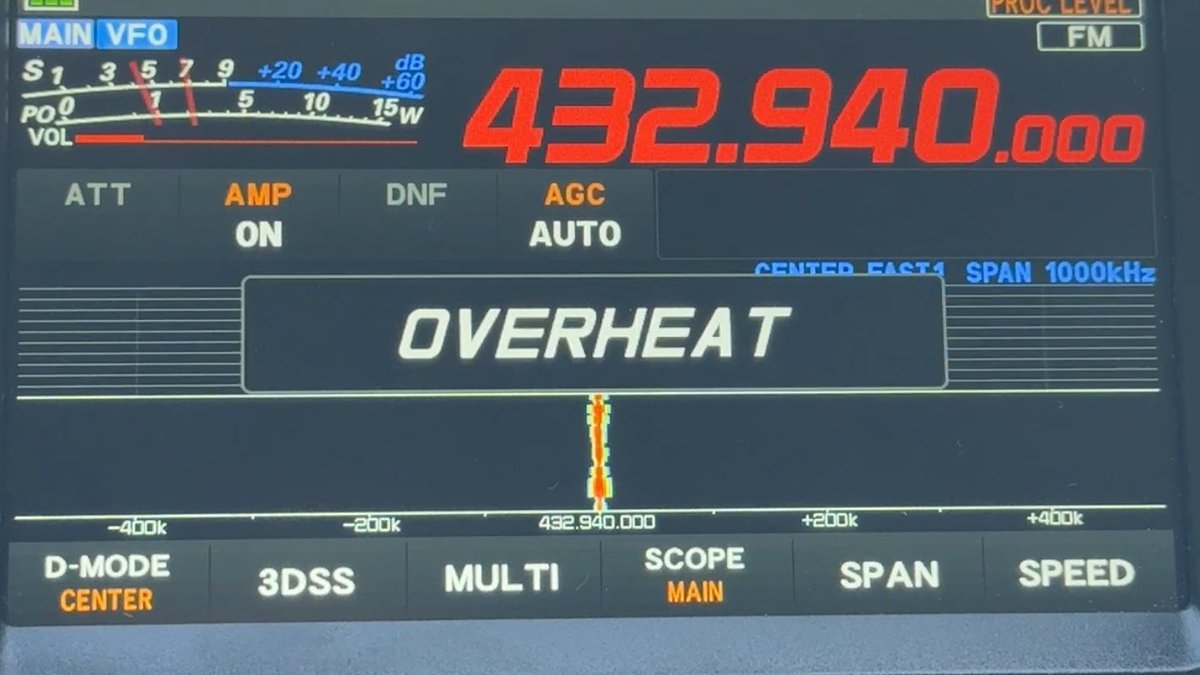 PROC LEVEL
MAIN VFO
FM
S 1 3 5 7 9 +20 +40 +60 dB
PO 0 1 5 10 15 W
VOL
432.940.000
ATT AMP DNF AGC
ON AUTO
CENTER FAST1 SPAN 1000kHz
OVERHEAT
-400k -200k 432.940.000 +200k +400k
D-MODE 3DSS MULTI SCOPE SPAN SPEED
CENTER MAIN